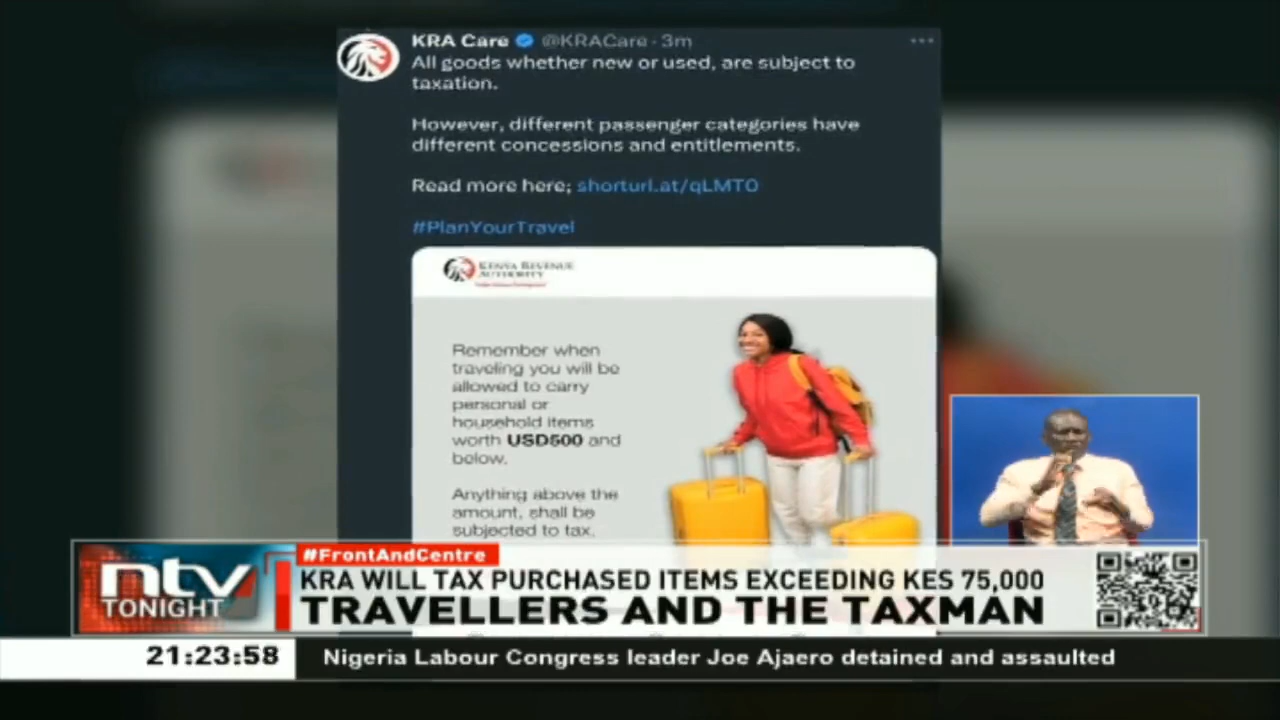 KRA Care @KRACare · 3m
All goods whether new or used, are subject to
taxation.
However, different passenger categories have
different concessions and entitlements.
Read more here; shorturl.at/qLMT0
#PlanYourTravel
KENYA REVENUE
AUTHORITY
Remember when
traveling you will be
allowed to carry
personal or
household items
worth USD500 and
below.
Anything above the
amount, shall be
subjected to tax.
ntv
TONIGHT
#FrontAndCentre
KRA WILL TAX PURCHASED ITEMS EXCEEDING KES 75,000
TRAVELLERS AND THE TAXMAN
21:23:58
Nigeria Labour Congress leader Joe Ajaero detained and assaulted